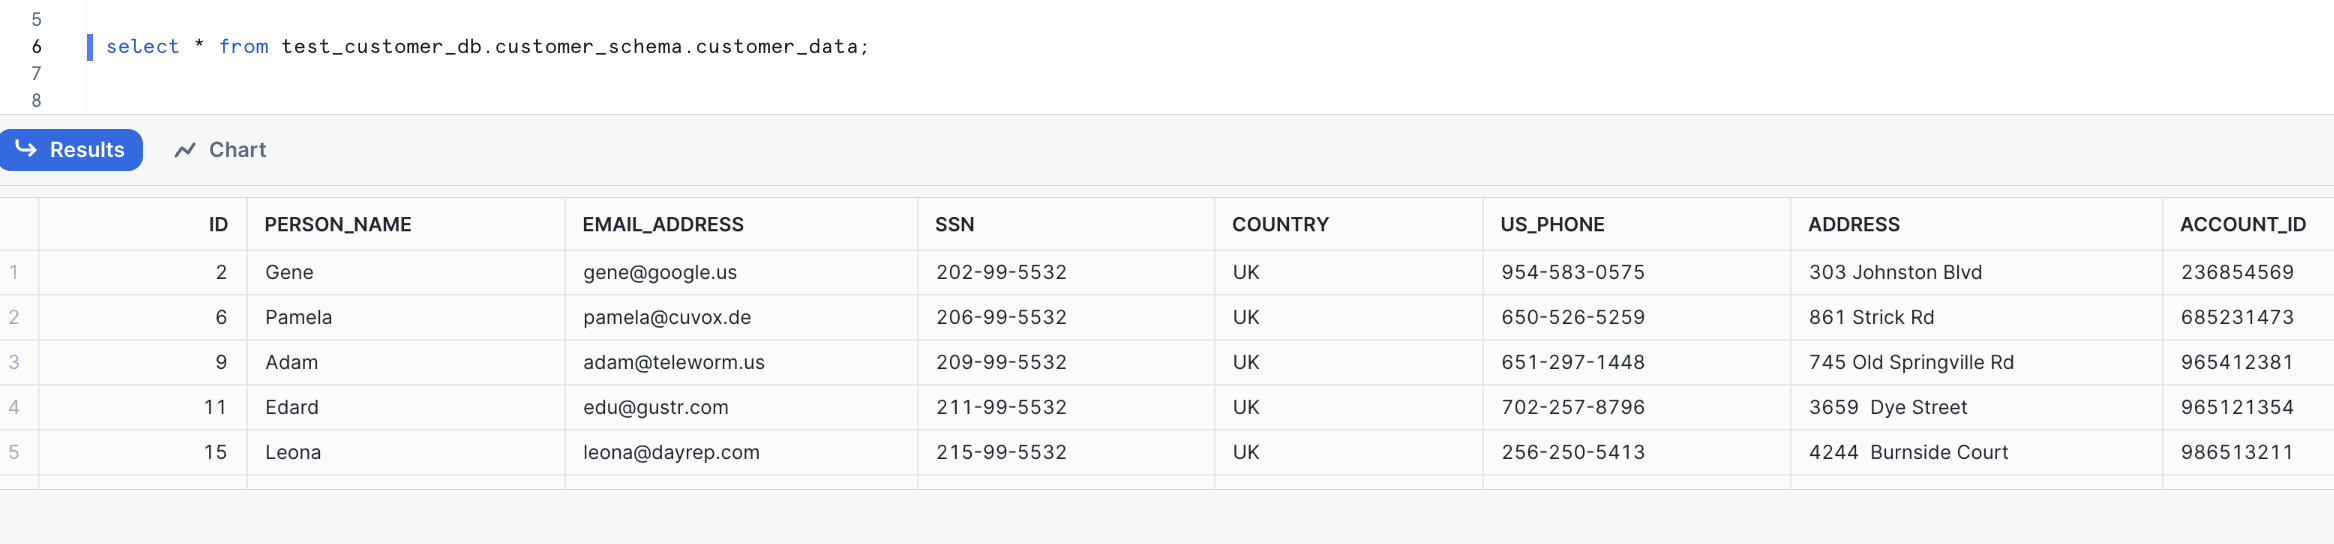 5
6 select * from test_customer_db.customer_schema.customer_data;
7
8
Results Chart
ID PERSON_NAME EMAIL_ADDRESS SSN COUNTRY US_PHONE ADDRESS ACCOUNT_ID
1 2 Gene gene@google.us 202-99-5532 UK 954-583-0575 303 Johnston Blvd 236854569
2 6 Pamela pamela@cuvox.de 206-99-5532 UK 650-526-5259 861 Strick Rd 685231473
3 9 Adam adam@teleworm.us 209-99-5532 UK 651-297-1448 745 Old Springville Rd 965412381
4 11 Edard edu@gustr.com 211-99-5532 UK 702-257-8796 3659  Dye Street 965121354
5 15 Leona leona@dayrep.com 215-99-5532 UK 256-250-5413 4244  Burnside Court 986513211